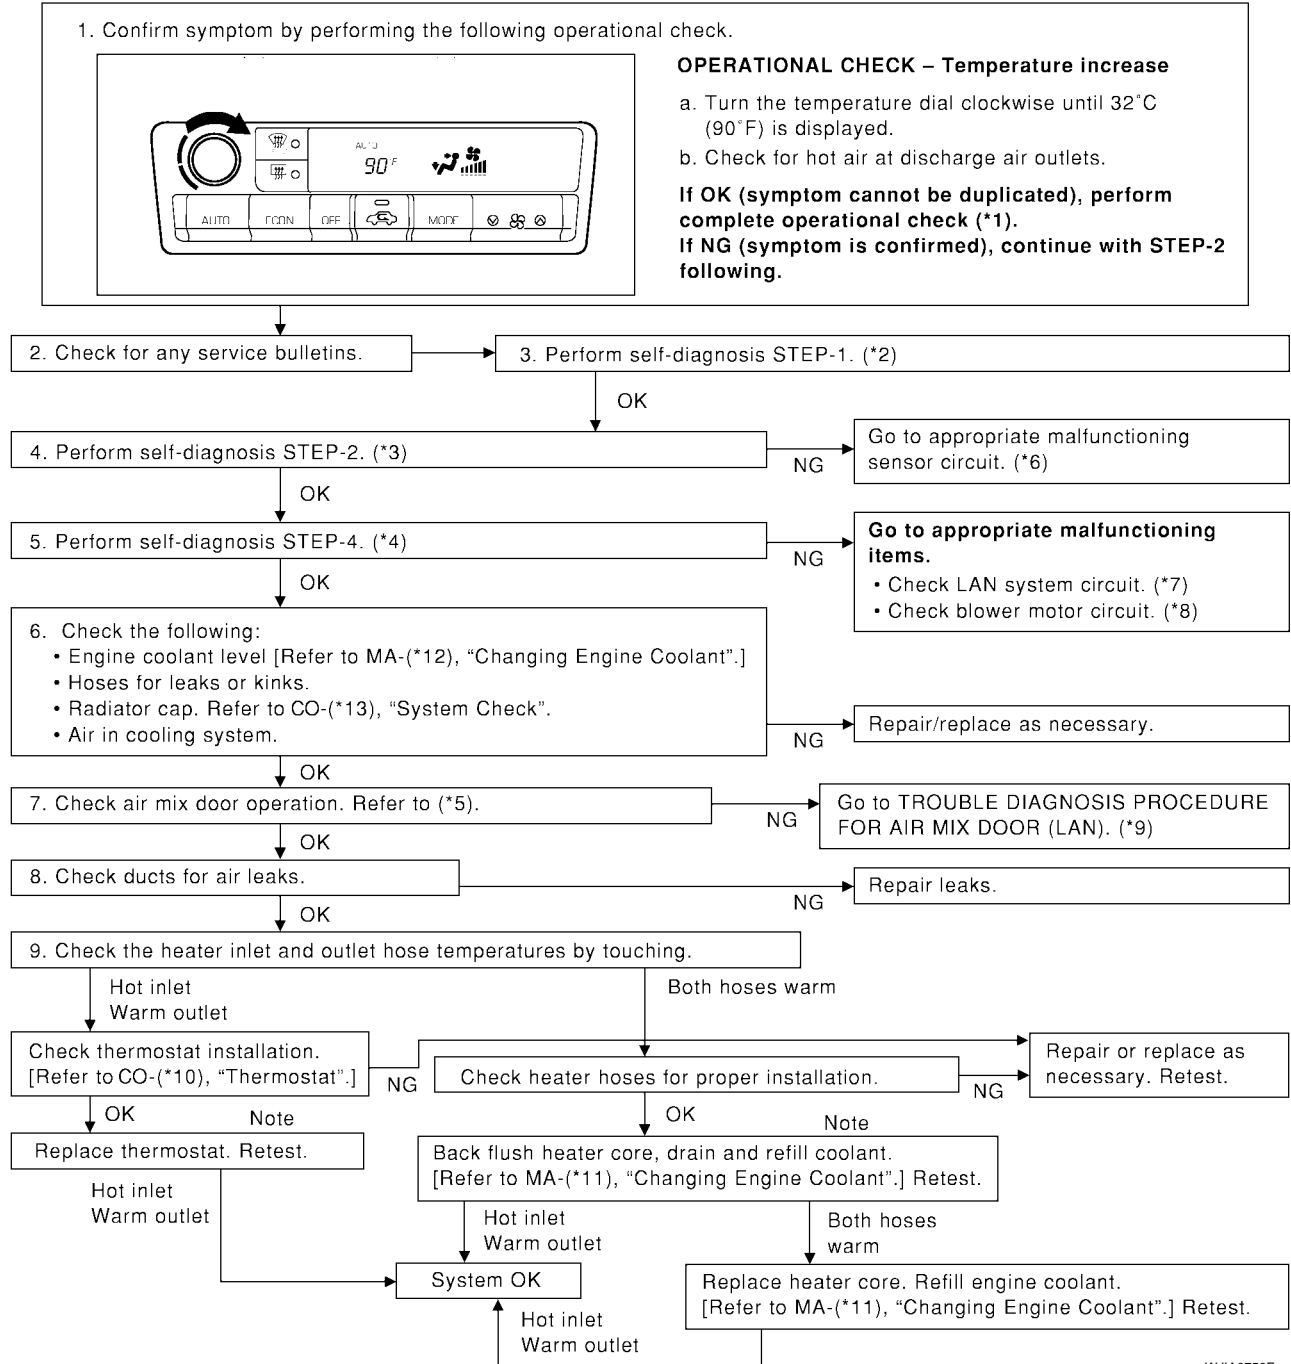 1. Confirm symptom by performing the following operational check.
OPERATIONAL CHECK – Temperature increase
a. Turn the temperature dial clockwise until 32°C
(90°F) is displayed.
b. Check for hot air at discharge air outlets.
If OK (symptom cannot be duplicated), perform
complete operational check (*1).
If NG (symptom is confirmed), continue with STEP-2
following.
AUTO
90°F
AUTO ECON OFF MODE
2. Check for any service bulletins.
3. Perform self-diagnosis STEP-1. (*2)
OK
4. Perform self-diagnosis STEP-2. (*3)
NG
Go to appropriate malfunctioning
sensor circuit. (*6)
OK
5. Perform self-diagnosis STEP-4. (*4)
NG
Go to appropriate malfunctioning
items.
• Check LAN system circuit. (*7)
• Check blower motor circuit. (*8)
OK
6. Check the following:
• Engine coolant level [Refer to MA-(*12), “Changing Engine Coolant”.]
• Hoses for leaks or kinks.
• Radiator cap. Refer to CO-(*13), “System Check”.
• Air in cooling system.
NG
Repair/replace as necessary.
OK
7. Check air mix door operation. Refer to (*5).
NG
Go to TROUBLE DIAGNOSIS PROCEDURE
FOR AIR MIX DOOR (LAN). (*9)
OK
8. Check ducts for air leaks.
NG
Repair leaks.
OK
9. Check the heater inlet and outlet hose temperatures by touching.
Hot inlet
Warm outlet
Both hoses warm
Check thermostat installation.
[Refer to CO-(*10), “Thermostat”.]
NG
Check heater hoses for proper installation.
NG
Repair or replace as
necessary. Retest.
OK
Note
OK
Note
Replace thermostat. Retest.
Back flush heater core, drain and refill coolant.
[Refer to MA-(*11), “Changing Engine Coolant”.] Retest.
Hot inlet
Warm outlet
Hot inlet
Warm outlet
Both hoses
warm
System OK
Replace heater core. Refill engine coolant.
[Refer to MA-(*11), “Changing Engine Coolant”.] Retest.
Hot inlet
Warm outlet